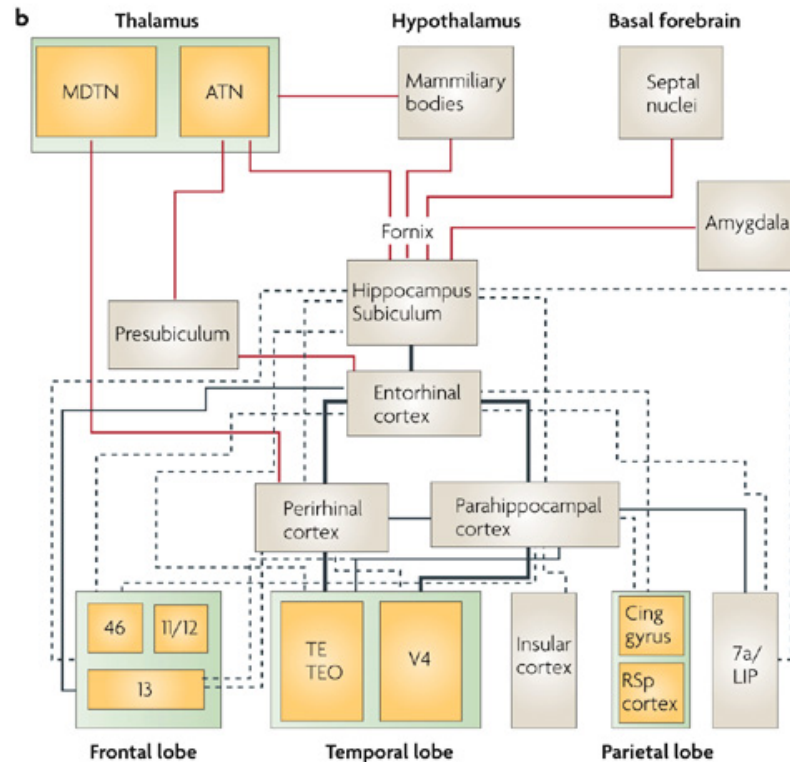 b
Thalamus
Hypothalamus
Basal forebrain
MDTN
ATN
Mammiliary
bodies
Septal
nuclei
Amygdala
Fornix
Hippocampus
Subiculum
Presubiculum
Entorhinal
cortex
Perirhinal
cortex
Parahippocampal
cortex
46
11/12
13
TE
TEO
V4
Insular
cortex
Cing
gyrus
RSp
cortex
7a/
LIP
Frontal lobe
Temporal lobe
Parietal lobe